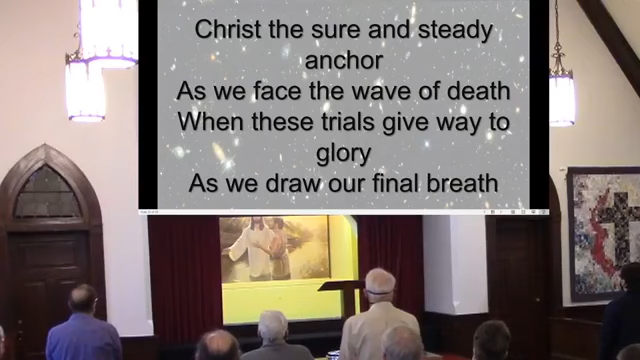 Christ the sure and steady
anchor
As we face the wave of death
When these trials give way to
glory
As we draw our final breath